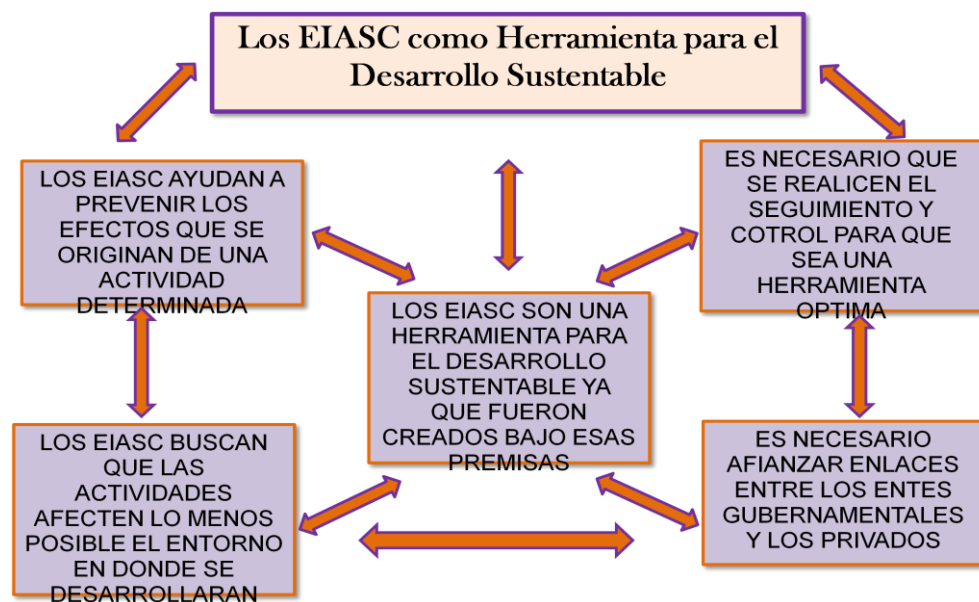 Los EIASC como Herramienta para el
Desarrollo Sustentable
LOS EIASC AYUDAN A
PREVENIR LOS
EFECTOS QUE SE
ORIGINAN DE UNA
ACTIVIDAD
DETERMINADA
ES NECESARIO QUE
SE REALICEN EL
SEGUIMIENTO Y
COTROL PARA QUE
SEA UNA
HERRAMIENTA
OPTIMA
LOS EIASC SON UNA
HERRAMIENTA PARA
EL DESARROLLO
SUSTENTABLE YA
QUE FUERON
CREADOS BAJO ESAS
PREMISAS
LOS EIASC BUSCAN
QUE LAS
ACTIVIDADES
AFECTEN LO MENOS
POSIBLE EL ENTORNO
EN DONDE SE
DESARROLLARAN
ES NECESARIO
AFIANZAR ENLACES
ENTRE LOS ENTES
GUBERNAMENTALES
Y LOS PRIVADOS